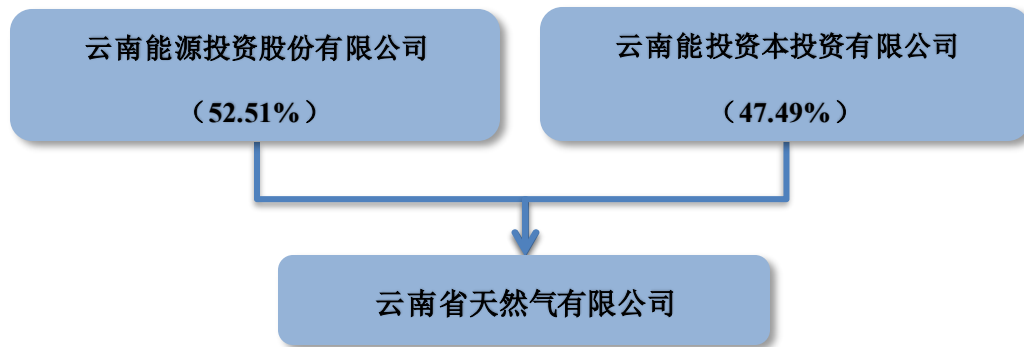 云南能源投资股份有限公司
（52.51%）
云南能投资本投资有限公司
（47.49%）
云南省天然气有限公司